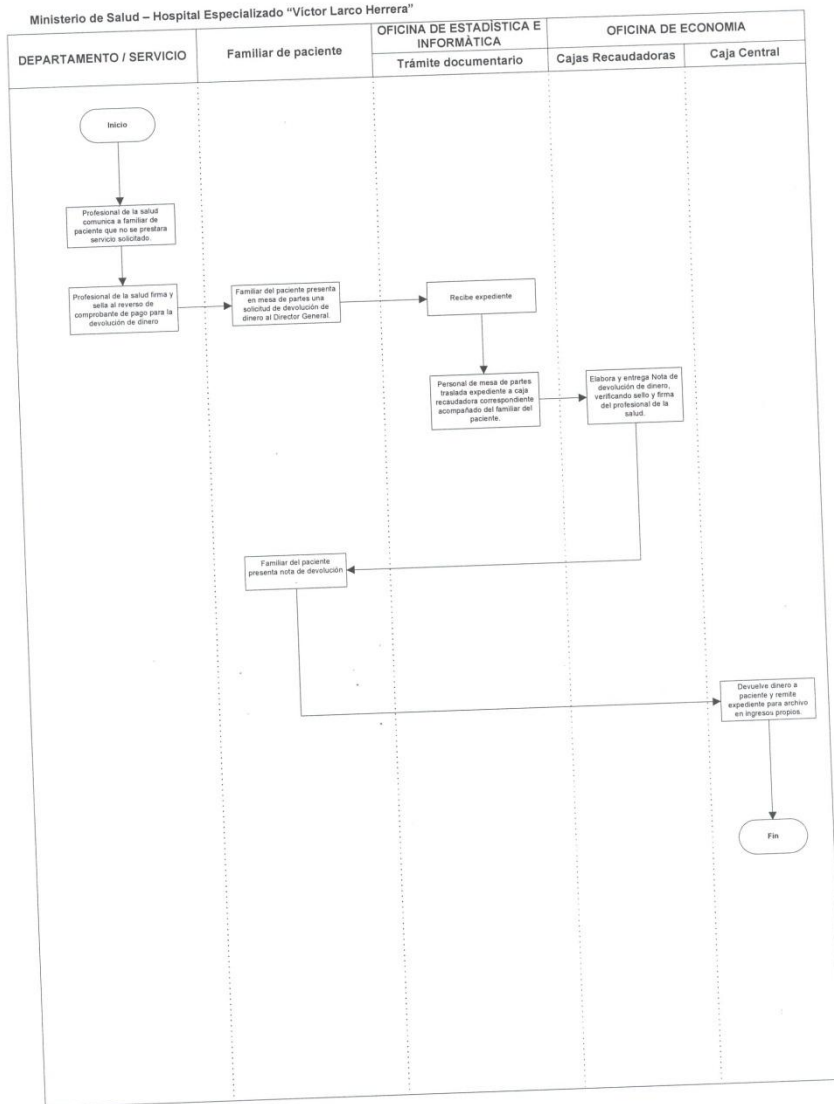 Ministerio de Salud – Hospital Especializado “Víctor Larco Herrera”
DEPARTAMENTO / SERVICIO
Familiar de paciente
OFICINA DE ESTADÌSTICA E
INFORMÀTICA
Trámite documentario
OFICINA DE ECONOMIA
Cajas Recaudadoras
Caja Central
Inicio
Profesional de la salud
comunica a familiar de
paciente que no se prestara
servicio solicitado.
Profesional de la salud firma y
sella al reverso de
comprobante de pago para la
devolución de dinero
Familiar del paciente presenta
en mesa de partes una
solicitud de devolución de
dinero al Director General.
Recibe expediente
Personal de mesa de partes
traslada expediente a caja
recaudadora correspondiente
acompañado del familiar del
paciente.
Elabora y entrega Nota de
devolución de dinero,
verificando sello y firma
del profesional de la
salud.
Familiar del paciente
presenta nota de devolución
Devuelve dinero a
paciente y remite
expediente para archivo
en ingresos propios.
Fin